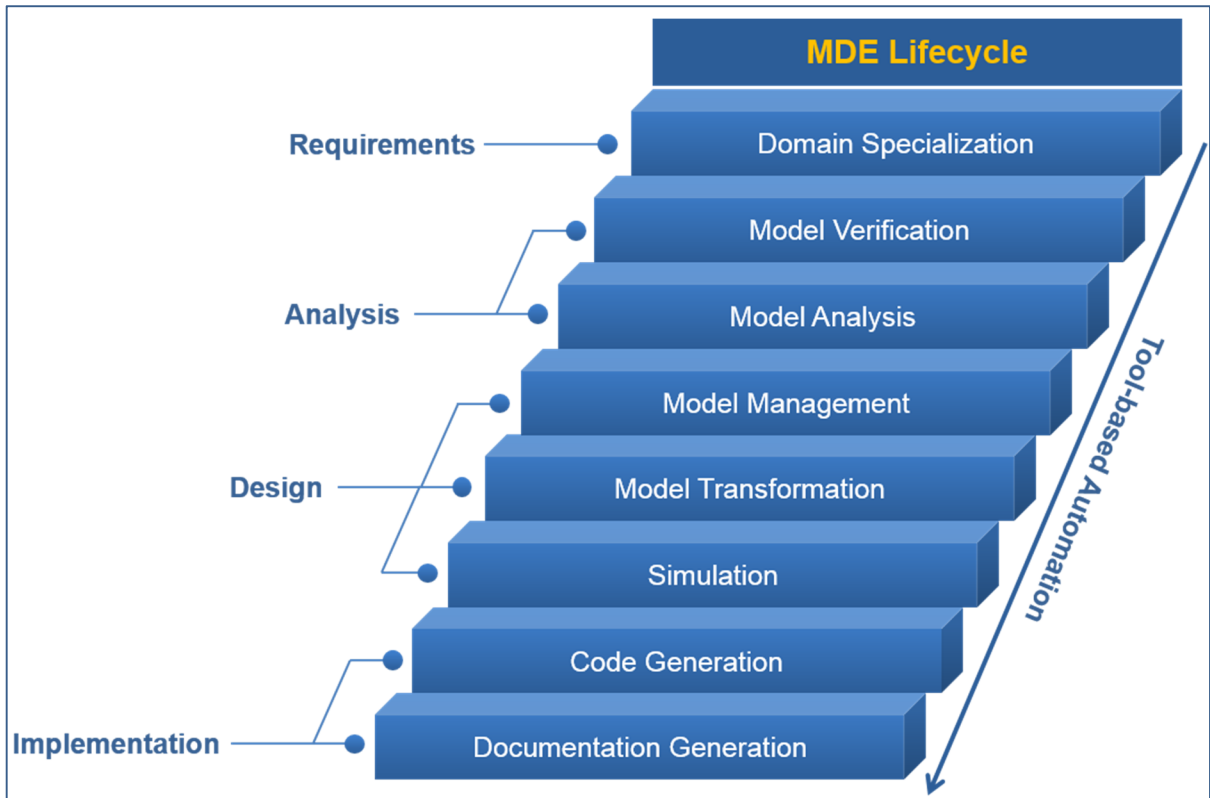 MDE Lifecycle
Requirements
Domain Specialization
Model Verification
Analysis
Model Analysis
Model Management
Design
Model Transformation
Simulation
Code Generation
Implementation
Documentation Generation
Tool-based Automation